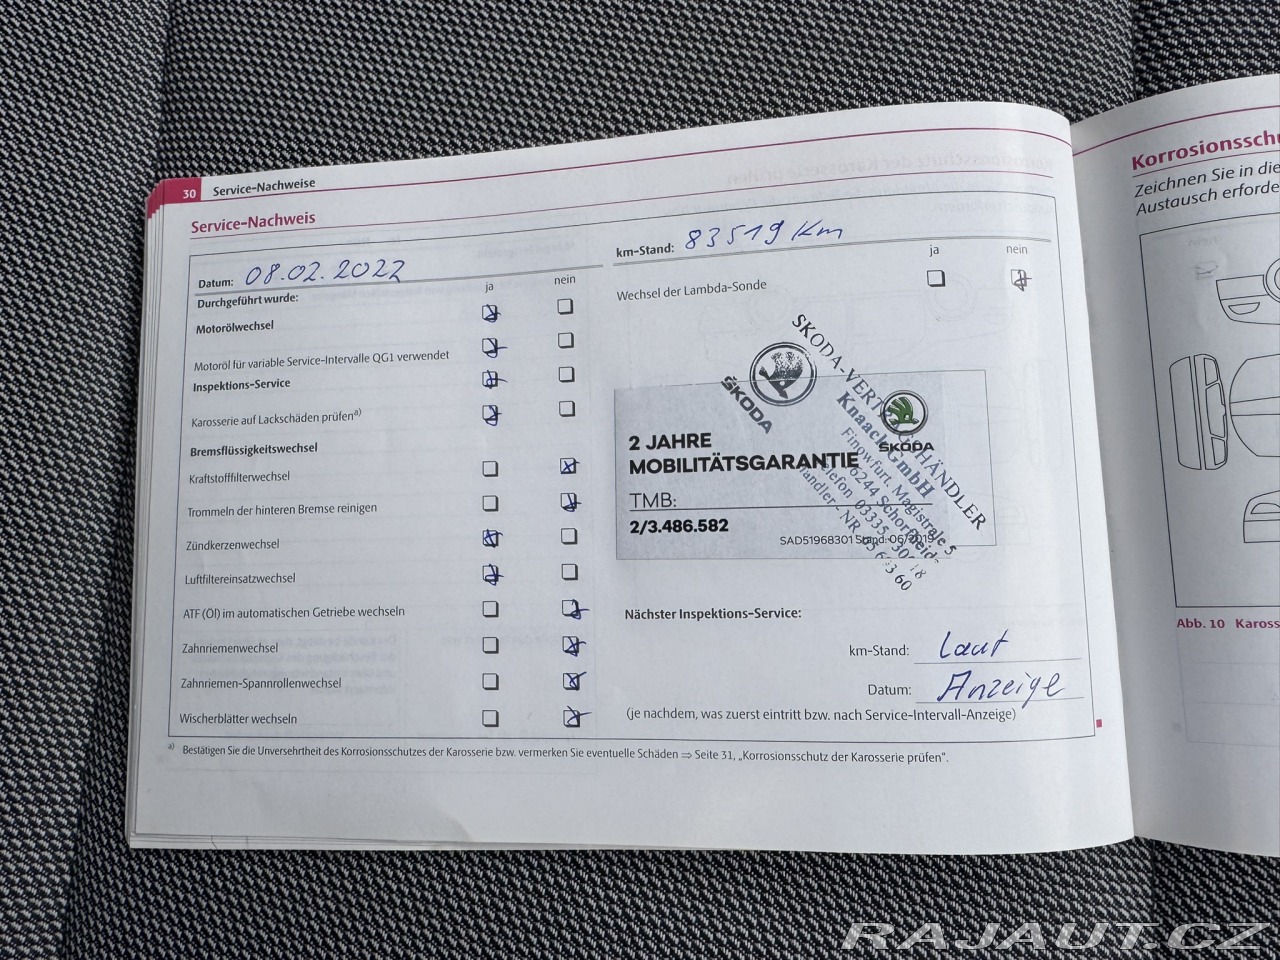 30 Service-Nachweise
Service-Nachweis
Datum: 08.02.2022
km-Stand: 83519 Km
ja nein
Durchgeführt wurde:
Motorölwechsel
Motoröl für variable Service-Intervalle QG1 verwendet
Inspektions-Service
Karosserie auf Lackschäden prüfen a)
Bremsflüssigkeitswechsel
Kraftstofffilterwechsel
Trommeln der hinteren Bremse reinigen
Zündkerzenwechsel
Luftfiltereinsatzwechsel
ATF (Öl) im automatischen Getriebe wechseln
Zahnriemenwechsel
Zahnriemen-Spannrollenwechsel
Wischerblätter wechseln
ja nein
Wechsel der Lambda-Sonde
SKODA-VERTRAGSHÄNDLER
ŠKODA
Knaack GmbH
Finowfurt, Magistrale 5
16244 Schorfheide
ŠKODA
2 JAHRE
MOBILITÄTSGARANTIE
TMB:
2/3.486.582
SAD51968301 Stand: 06/
Nächster Inspektions-Service:
km-Stand: Laut
Datum: Anzeige
(je nachdem, was zuerst eintritt bzw. nach Service-Intervall-Anzeige)
a) Bestätigen Sie die Unversehrtheit des Korrosionsschutzes der Karosserie bzw. vermerken Sie eventuelle Schäden ⇒ Seite 31, „Korrosionsschutz der Karosserie prüfen“.
Korrosionsschu
Zeichnen Sie in die
Austausch erforde
Abb. 10 Kaross
RAJAUT.CZ